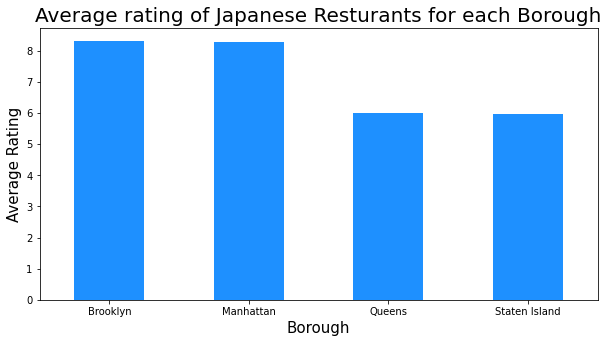 Average rating of Japanese Resturants for each Borough
Average Rating
8
7
6
5
4
3
2
1
0
Brooklyn Manhattan Queens Staten Island
Borough